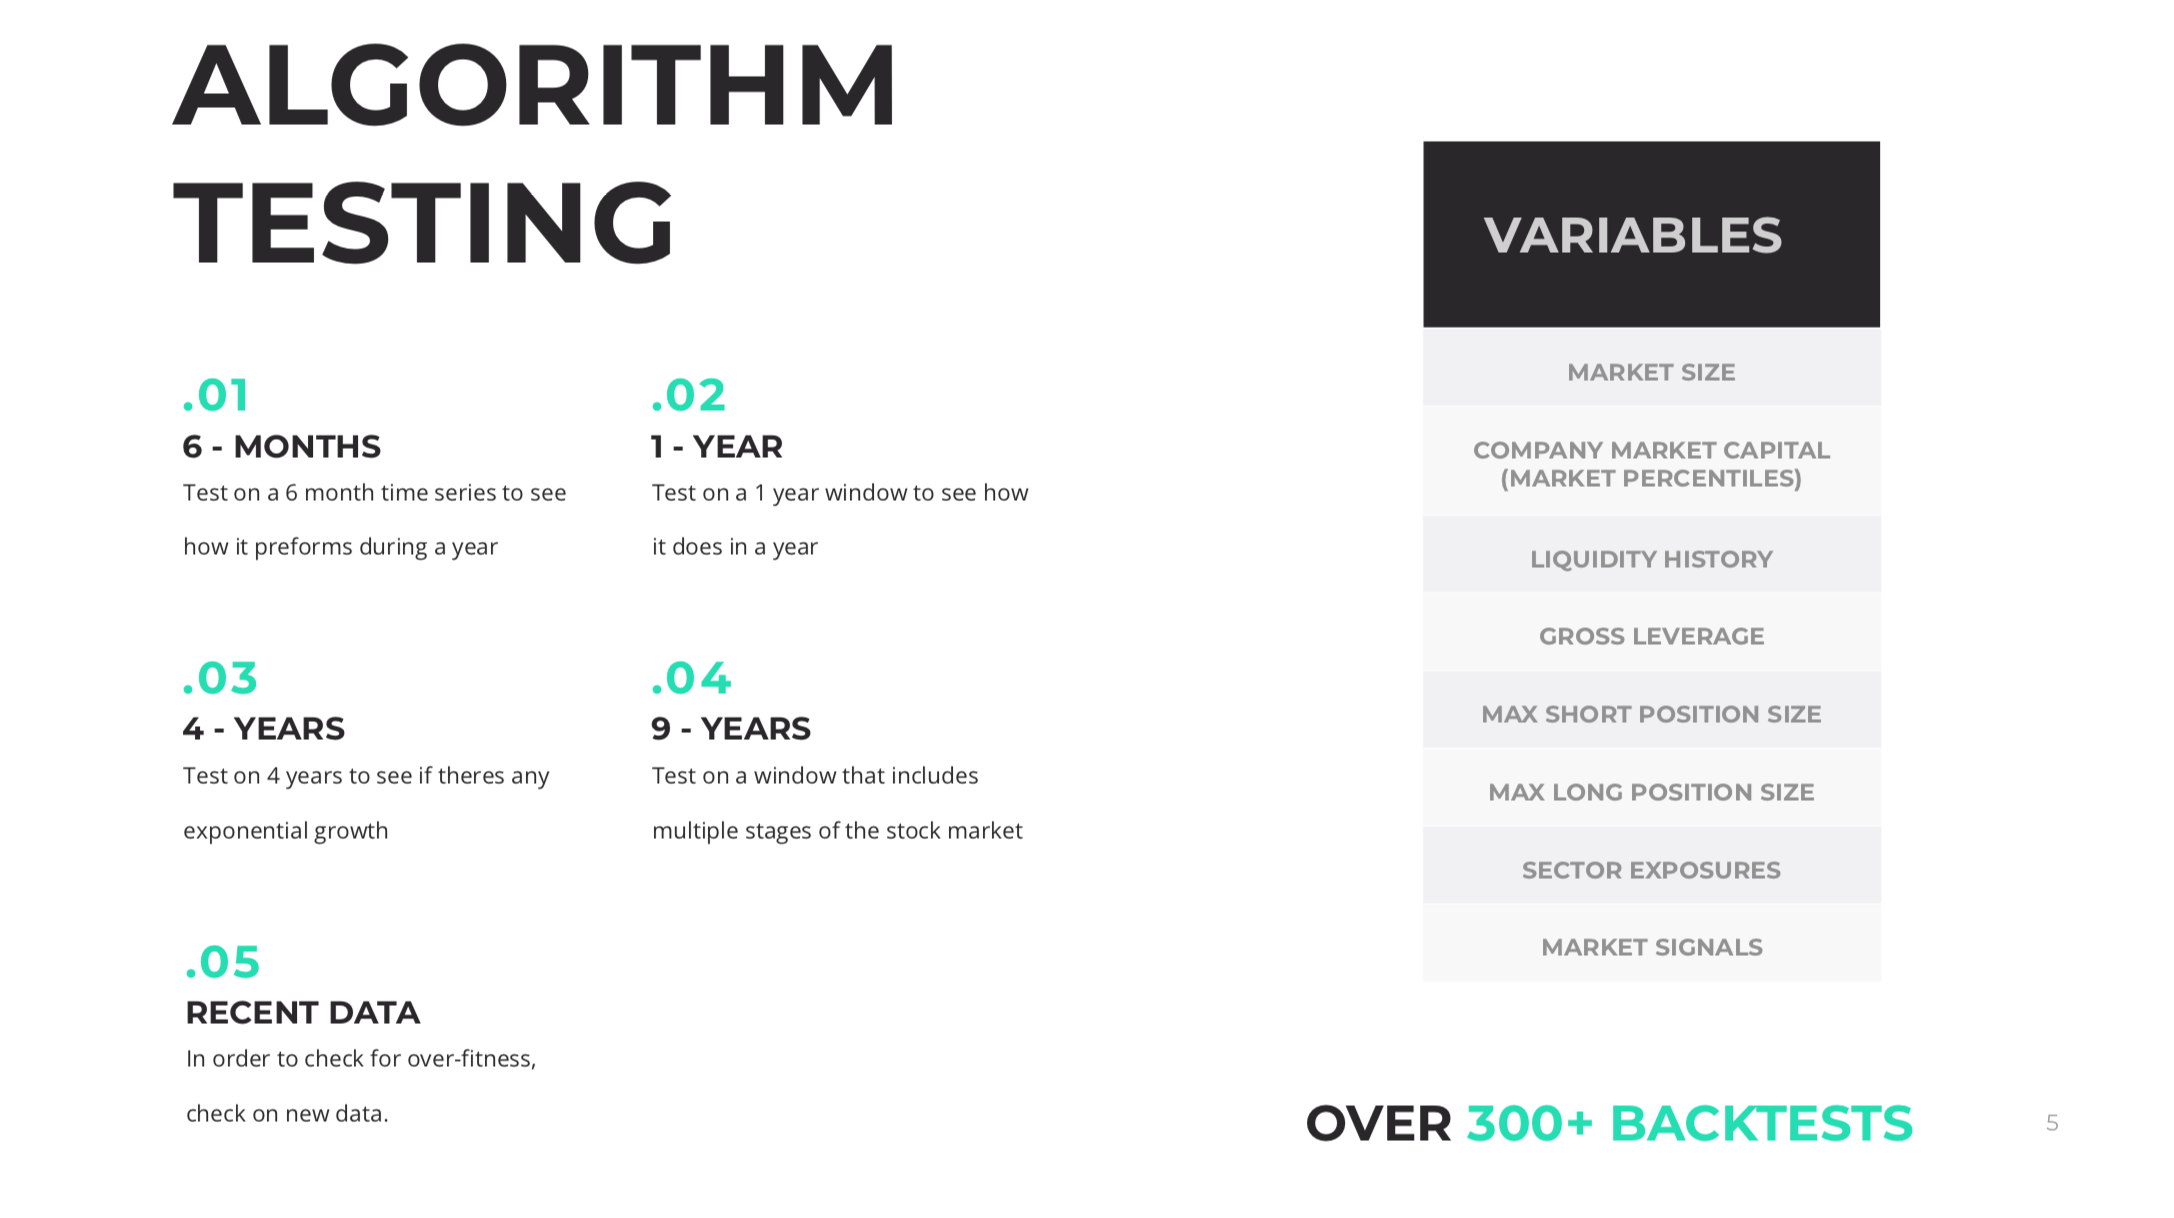 ALGORITHM
TESTING
.01
6 - MONTHS
Test on a 6 month time series to see
how it preforms during a year
.02
1 - YEAR
Test on a 1 year window to see how
it does in a year
.03
4 - YEARS
Test on 4 years to see if theres any
exponential growth
.04
9 - YEARS
Test on a window that includes
multiple stages of the stock market
.05
RECENT DATA
In order to check for over-fitness,
check on new data.
VARIABLES
MARKET SIZE
COMPANY MARKET CAPITAL
(MARKET PERCENTILES)
LIQUIDITY HISTORY
GROSS LEVERAGE
MAX SHORT POSITION SIZE
MAX LONG POSITION SIZE
SECTOR EXPOSURES
MARKET SIGNALS
OVER 300+ BACKTESTS
5